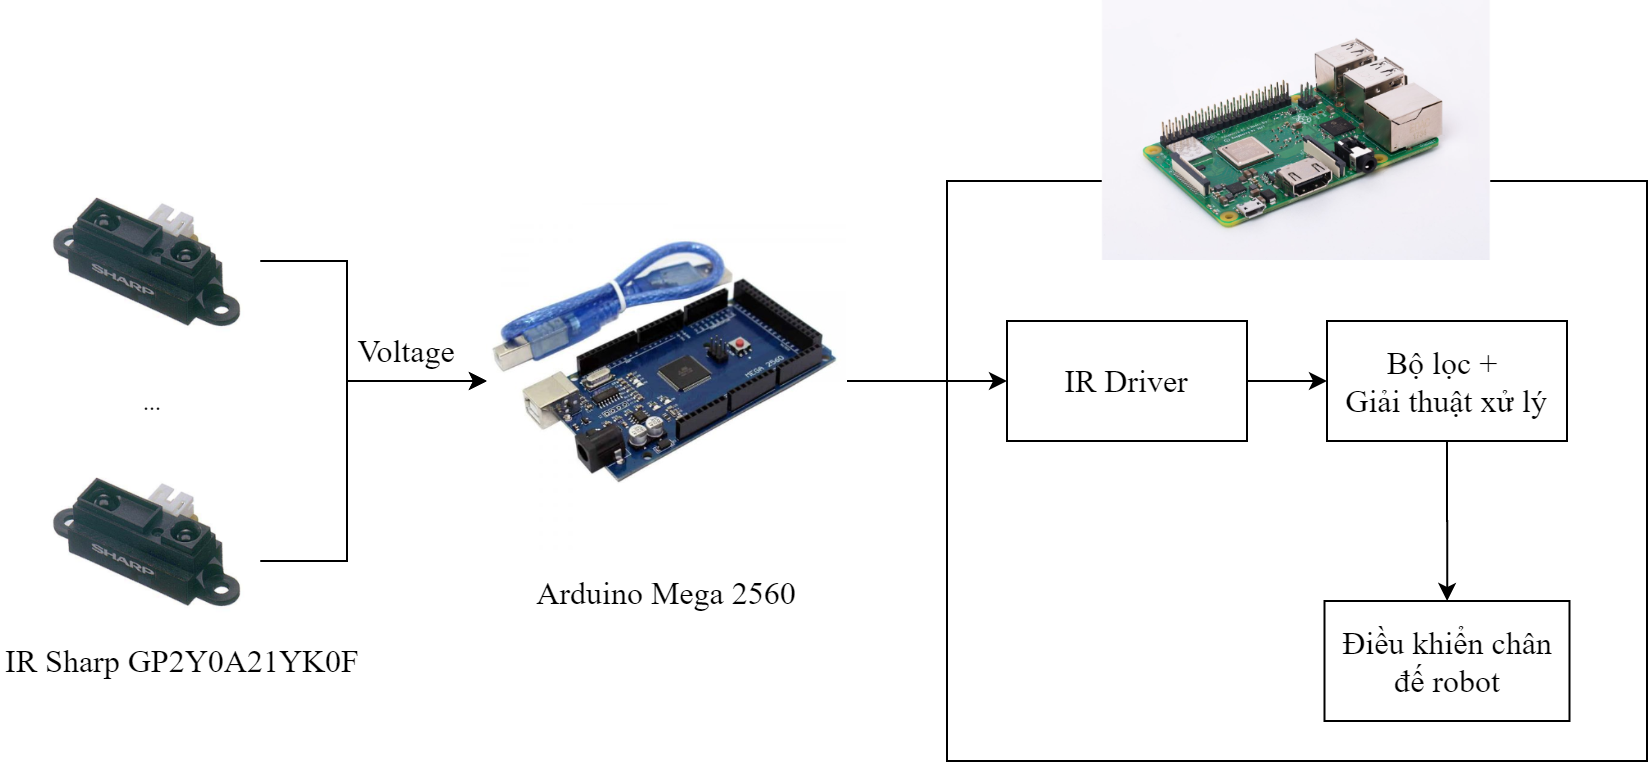 SHARP
Voltage
MEGA 2560
IR Driver
Bộ lọc +
Giải thuật xử lý
...
SHARP
Arduino Mega 2560
IR Sharp GP2Y0A21YK0F
Điều khiển chân
đế robot